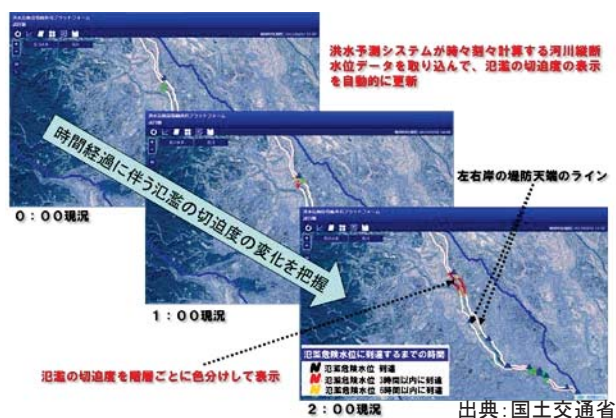 洪水予測システムが時々刻々計算する河川縦断
水位データを取り込んで、氾濫の切迫度の表示
を自動的に更新
時間経過に伴う氾濫の切迫度の変化を把握
左右岸の堤防天端のライン
0:00現況
1:00現況
氾濫の切迫度を階層ごとに色分けして表示
氾濫危険水位に到達するまでの時間
氾濫危険水位 到達
氾濫危険水位 3時間以内に到達
氾濫危険水位 6時間以内に到達
2:00現況
出典:国土交通省